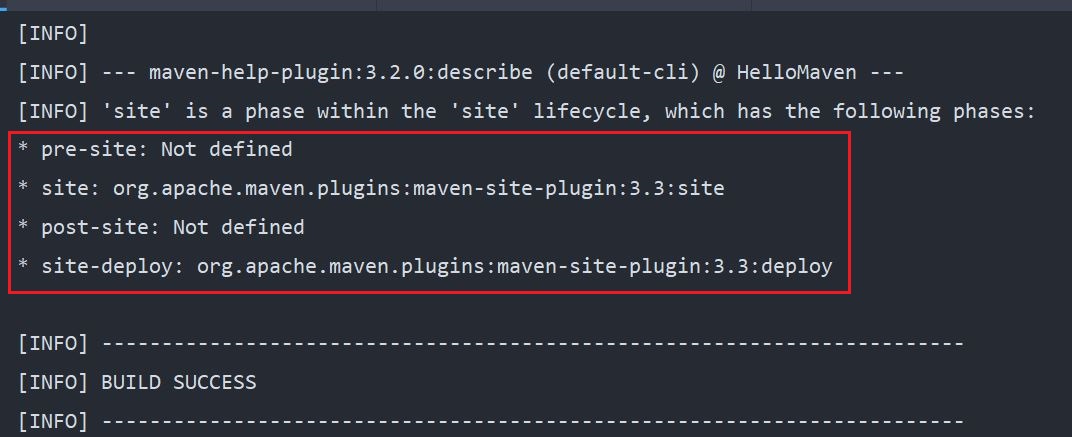 [INFO]
[INFO] --- maven-help-plugin:3.2.0:describe (default-cli) @ HelloMaven ---
[INFO] 'site' is a phase within the 'site' lifecycle, which has the following phases:
* pre-site: Not defined
* site: org.apache.maven.plugins:maven-site-plugin:3.3:site
* post-site: Not defined
* site-deploy: org.apache.maven.plugins:maven-site-plugin:3.3:deploy
[INFO] ------------------------------------------------------------------------
[INFO] BUILD SUCCESS
[INFO] ------------------------------------------------------------------------